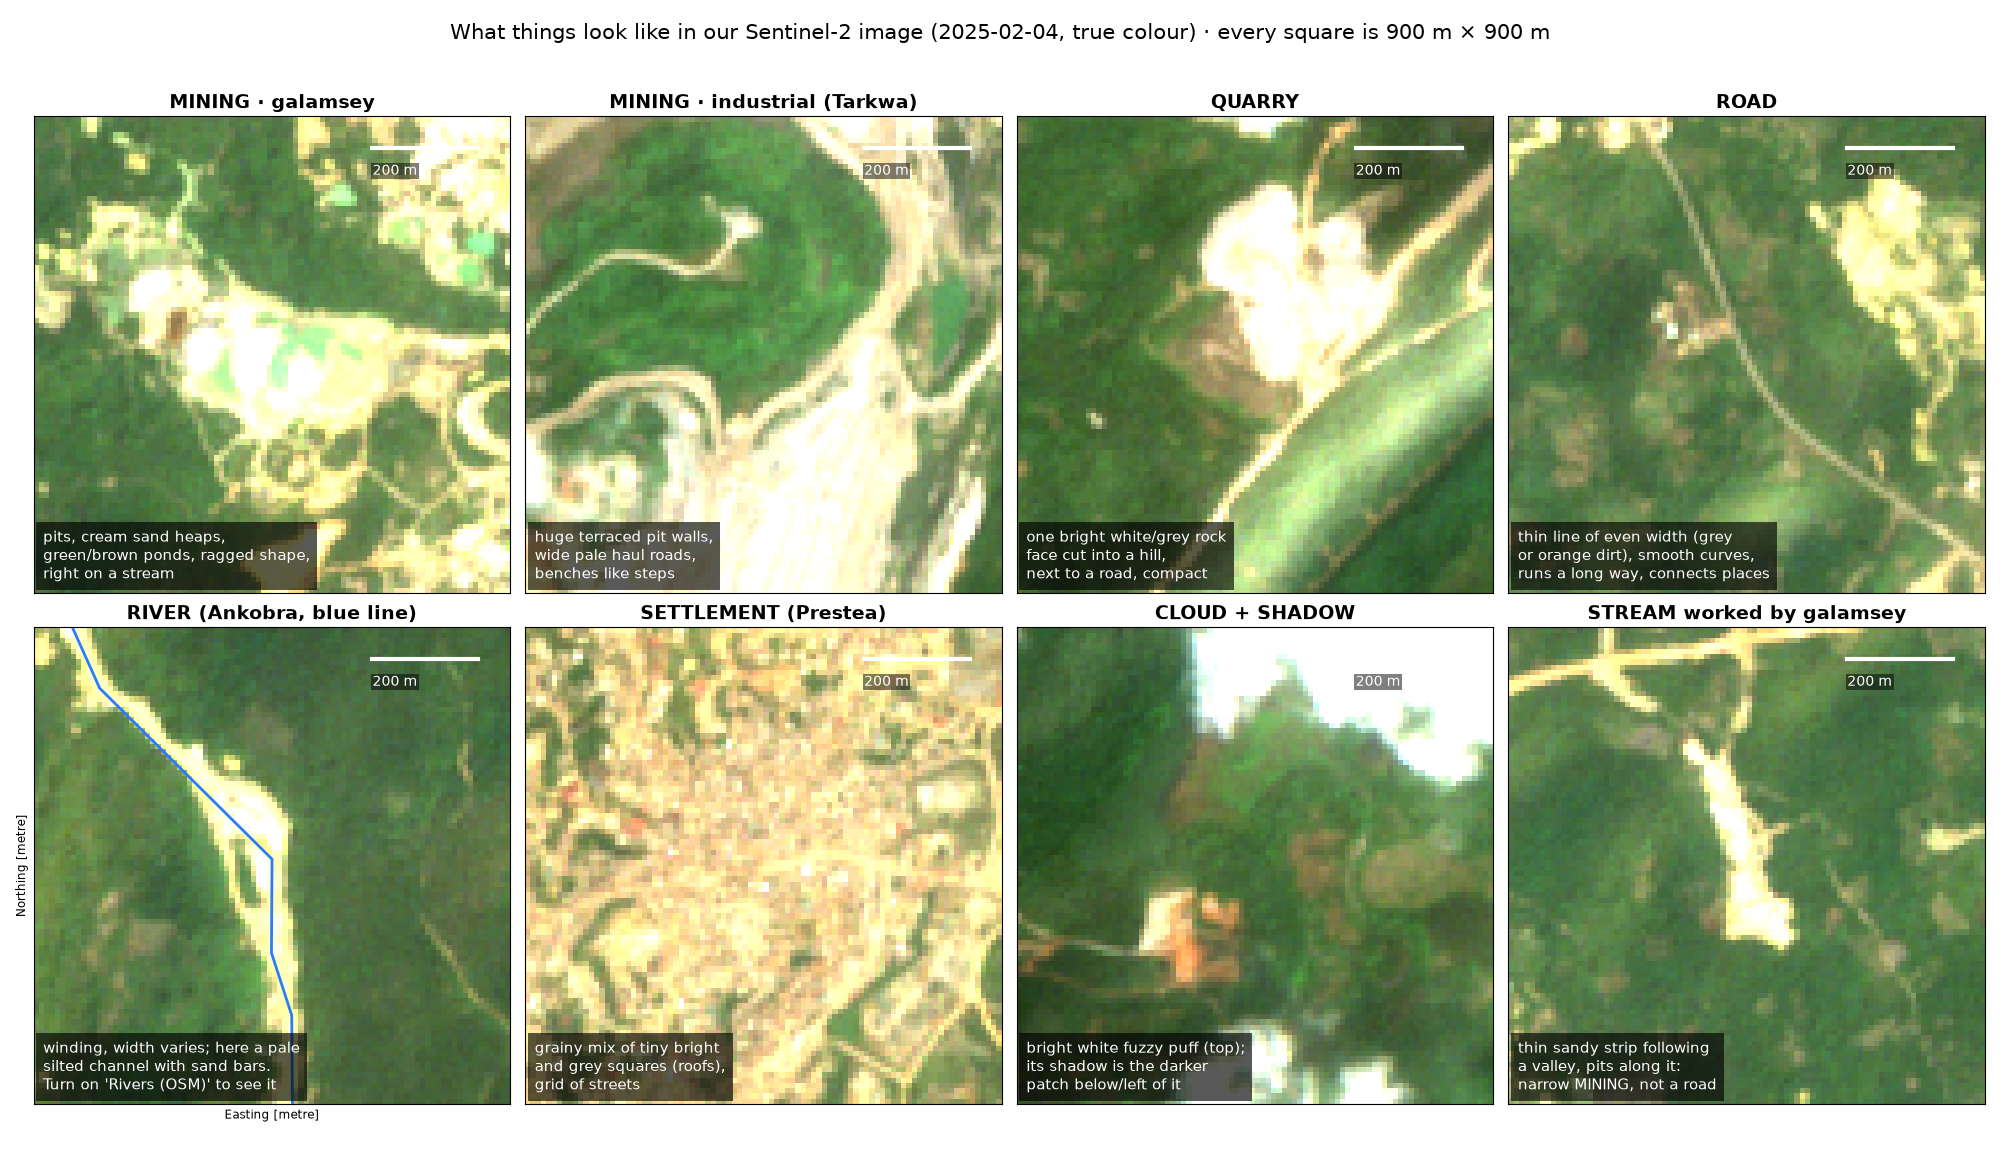 What things look like in our Sentinel-2 image (2025-02-04, true colour) · every square is 900 m × 900 m
MINING · galamsey
200 m
pits, cream sand heaps,
green/brown ponds, ragged shape,
right on a stream
MINING · industrial (Tarkwa)
200 m
huge terraced pit walls,
wide pale haul roads,
benches like steps
QUARRY
200 m
one bright white/grey rock
face cut into a hill,
next to a road, compact
ROAD
200 m
thin line of even width (grey
or orange dirt), smooth curves,
runs a long way, connects places
RIVER (Ankobra, blue line)
200 m
winding, width varies; here a pale
silted channel with sand bars.
Turn on 'Rivers (OSM)' to see it
Northing [metre]
Easting [metre]
SETTLEMENT (Prestea)
200 m
grainy mix of tiny bright
and grey squares (roofs),
grid of streets
CLOUD + SHADOW
200 m
bright white fuzzy puff (top);
its shadow is the darker
patch below/left of it
STREAM worked by galamsey
200 m
thin sandy strip following
a valley, pits along it:
narrow MINING, not a road